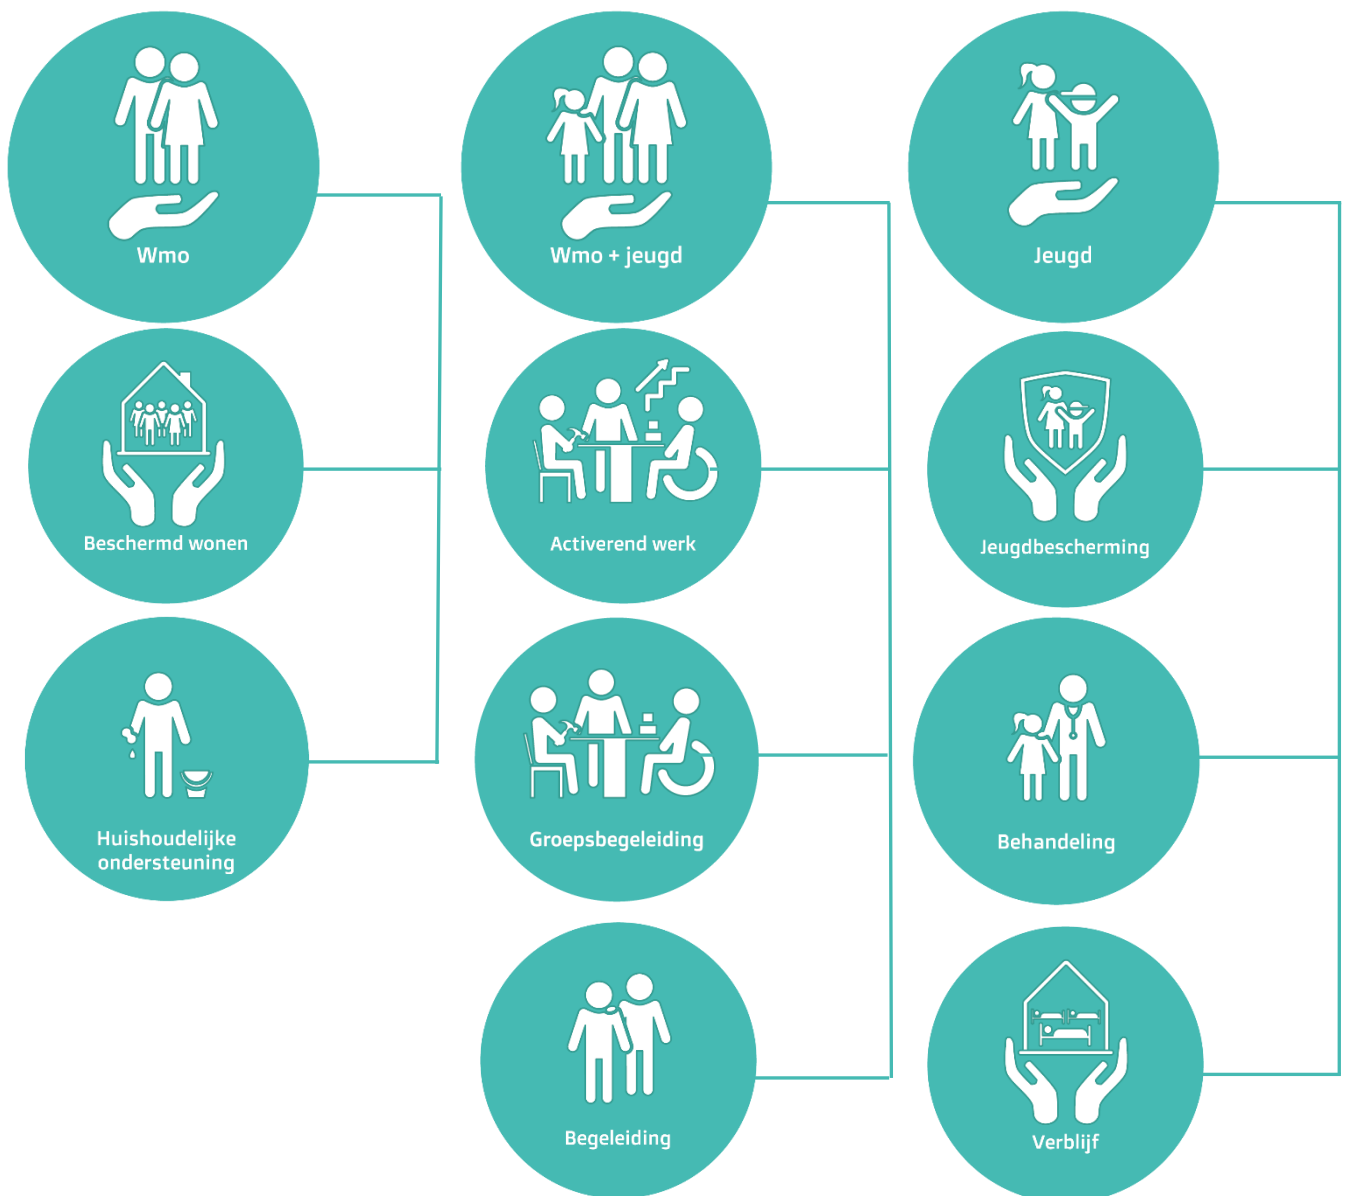 Wmo
Wmo + jeugd
Jeugd
Beschermd wonen
Activerend werk
Jeugdbescherming
Huishoudelijke
ondersteuning
Groepsbegeleiding
Behandeling
Begeleiding
Verblijf